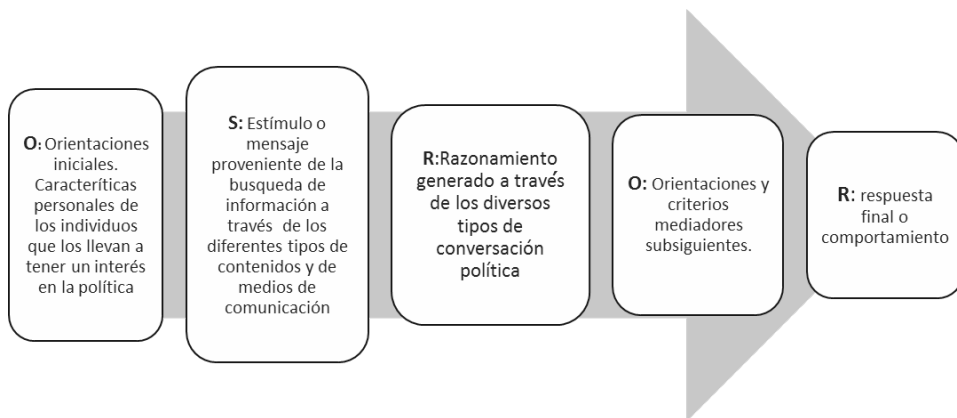 O: Orientaciones
iniciales.
Caracteríticas
personales de
los individuos
que los llevan a
tener un interés
en la política
S: Estímulo o
mensaje
proveniente de la
busqueda de
información a
través de los
diferentes tipos de
contenidos y de
medios de
comunicación
R:Razonamiento
generado a través
de los diversos
tipos de
conversación
política
O: Orientaciones y
criterios
mediadores
subsiguientes.
R: respuesta
final o
comportamiento